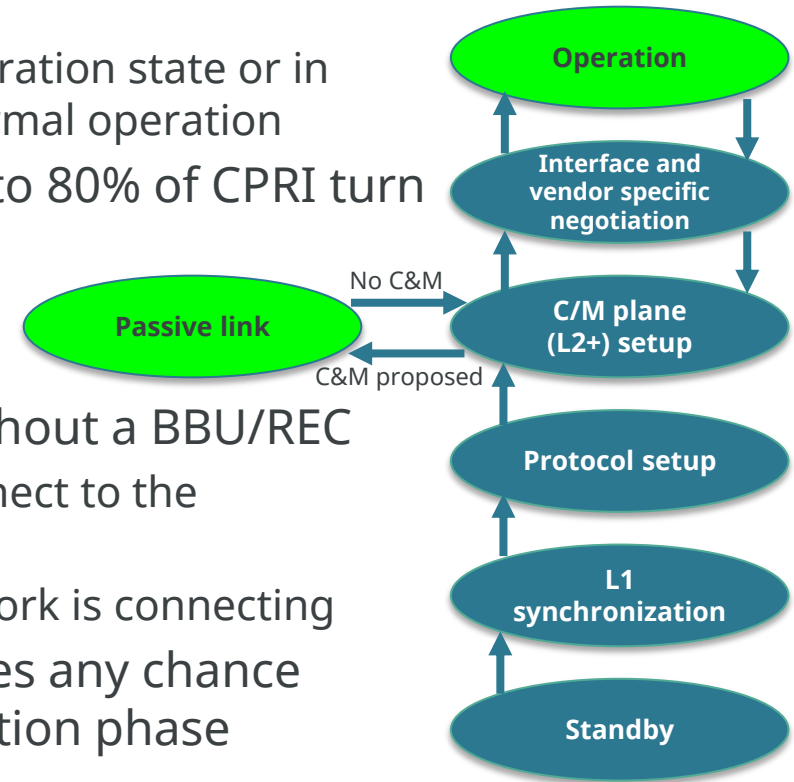 ration state or in
rmal operation
to 80% of CPRI turn
hout a BBU/REC
nect to the
ork is connecting
es any chance
tion phase
Operation
Interface and
vendor specific
negotiation
No C&M
Passive link
C&M proposed
C/M plane
(L2+) setup
Protocol setup
L1
synchronization
Standby